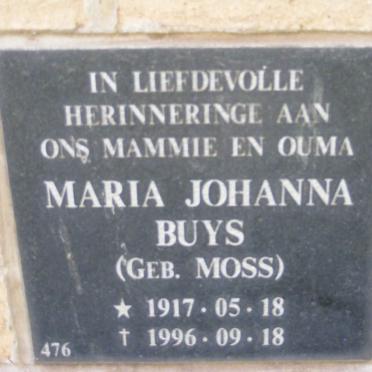 IN LIEFDEVOLLE
HERINNERINGE AAN
ONS MAMMIE EN OUMA
MARIA JOHANNA
BUYS
(GEB. MOSS)
★ 1917 · 05 · 18
† 1996 · 09 · 18
476